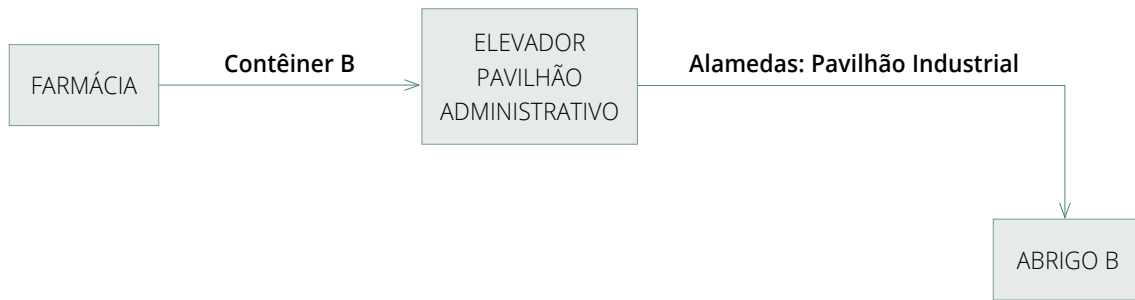 FARMÁCIA
Contêiner B
ELEVADOR
PAVILHÃO
ADMINISTRATIVO
Alamedas: Pavilhão Industrial
ABRIGO B